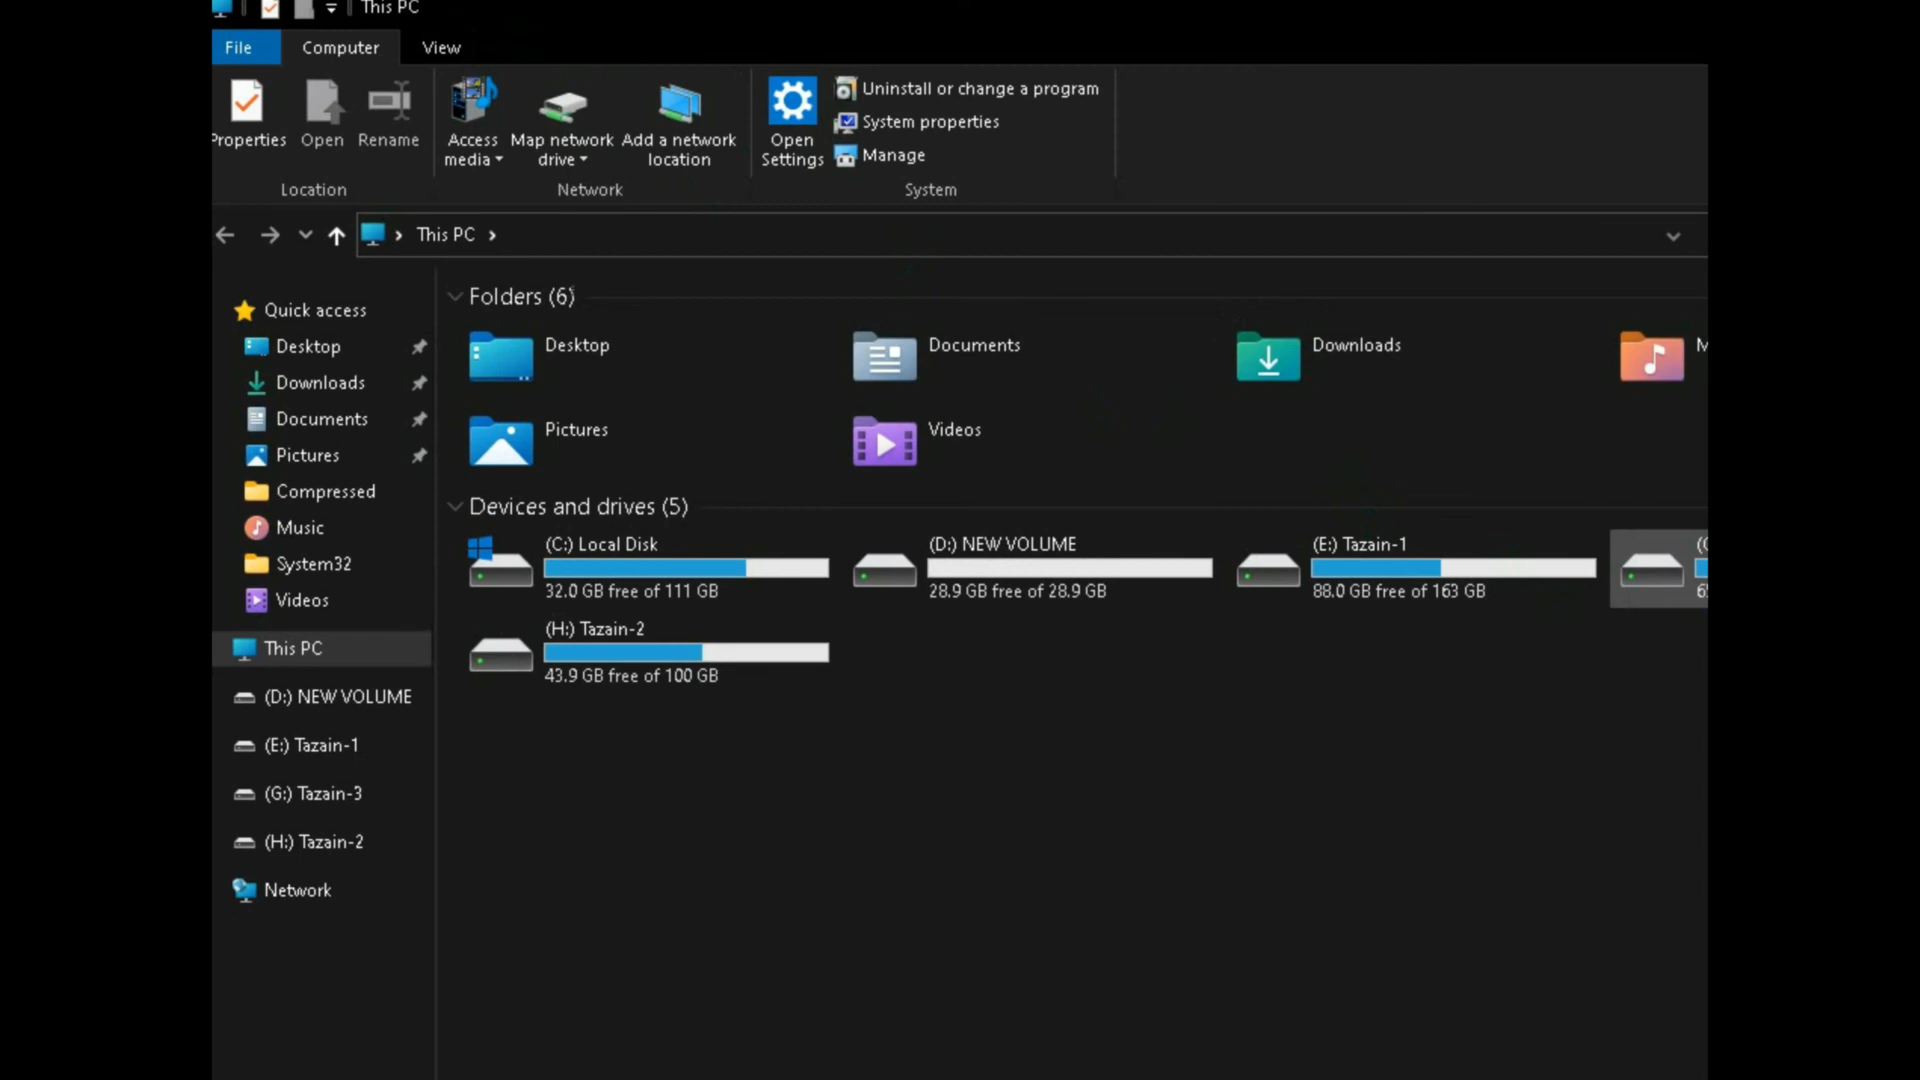 This PC
File Computer View
Properties Open Rename Access media Map network drive Add a network location Open Settings Uninstall or change a program
System properties
Manage
Location Network System
This PC
Quick access
Desktop
Downloads
Documents
Pictures
Compressed
Music
System32
Videos
This PC
(D:) NEW VOLUME
(E:) Tazain-1
(G:) Tazain-3
(H:) Tazain-2
Network
Folders (6)
Desktop Documents Downloads
Pictures Videos
Devices and drives (5)
(C:) Local Disk
32.0 GB free of 111 GB
(D:) NEW VOLUME
28.9 GB free of 28.9 GB
(E:) Tazain-1
88.0 GB free of 163 GB
(H:) Tazain-2
43.9 GB free of 100 GB